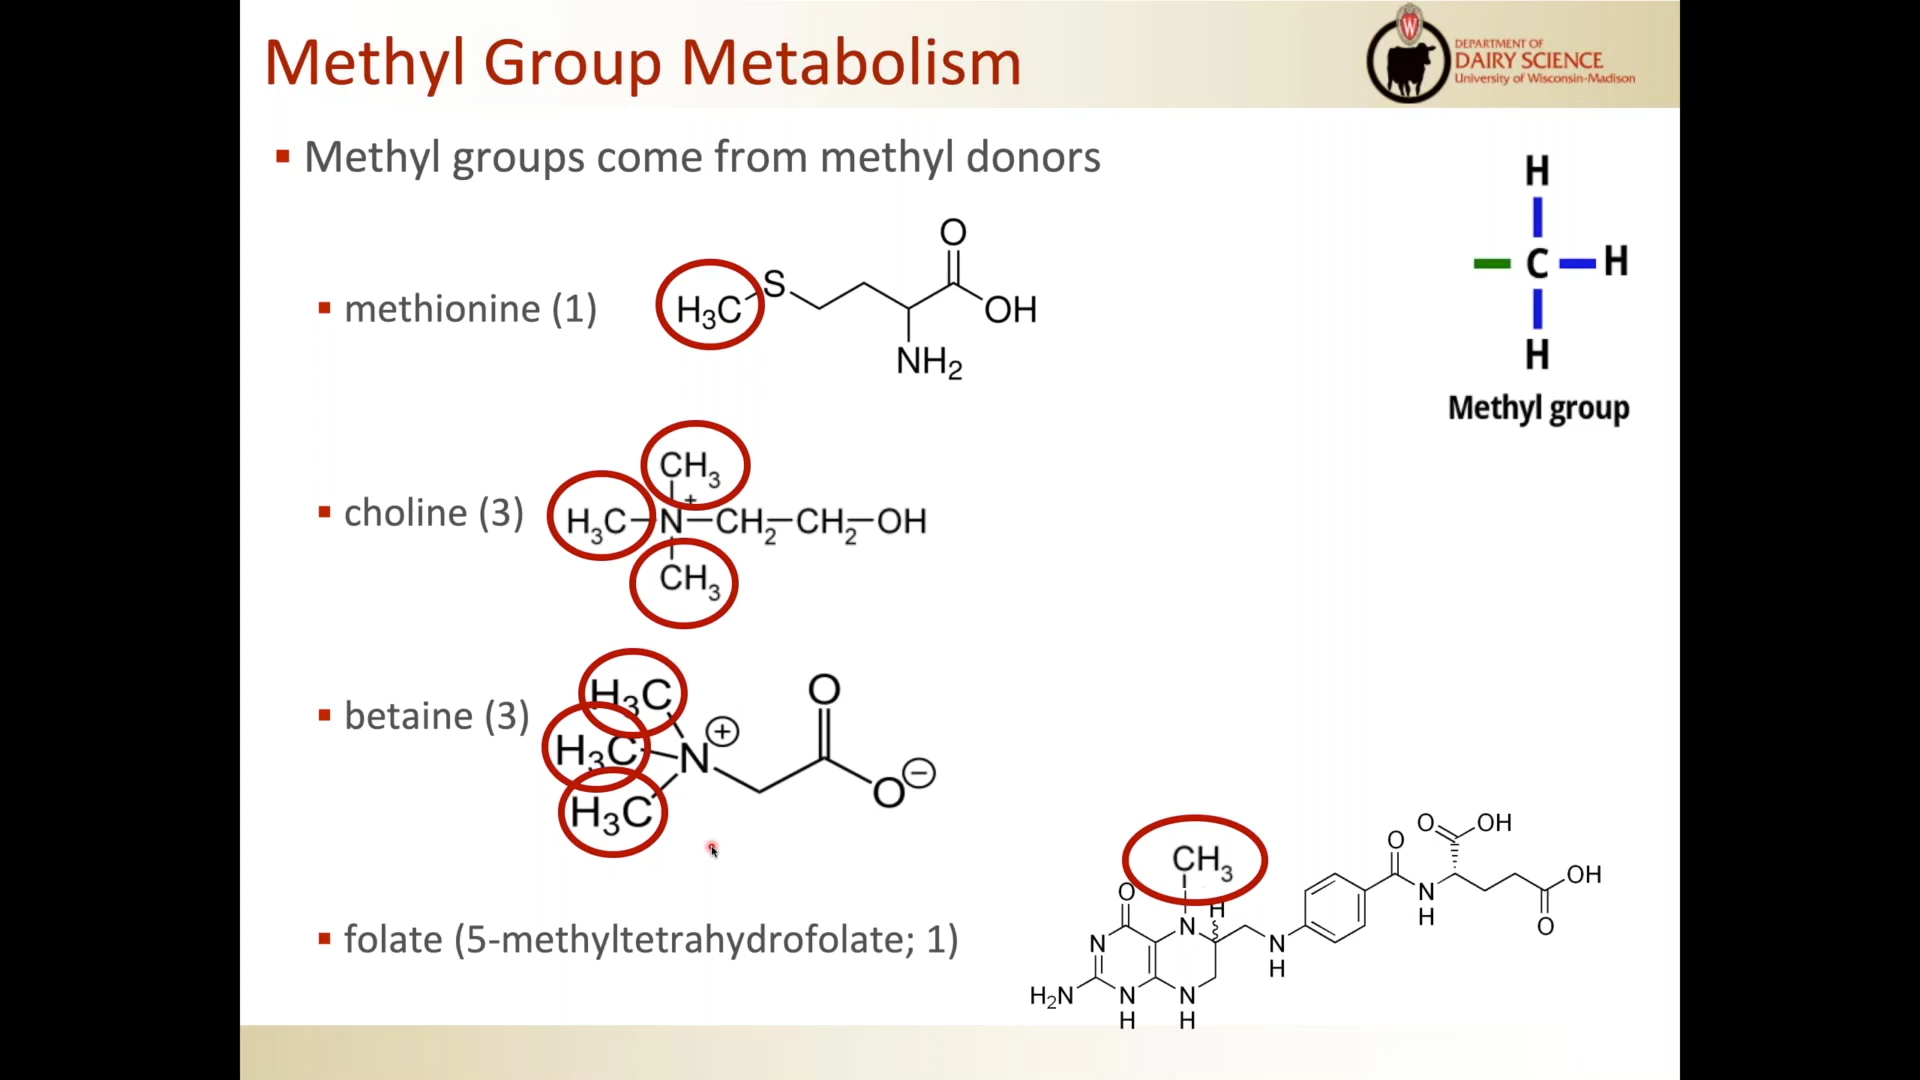 Methyl Group Metabolism
W
DEPARTMENT OF
DAIRY SCIENCE
University of Wisconsin-Madison
▪ Methyl groups come from methyl donors
H
C H
H
Methyl group
▪ methionine (1)
O
S
H₃C
OH
NH₂
▪ choline (3)
CH₃
+
H₃C–N–CH₂–CH₂–OH
CH₃
▪ betaine (3)
H₃C
O
H₃C
N⊕
H₃C
O⊖
▪ folate (5-methyltetrahydrofolate; 1)
O OH
O
CH₃
OH
O
H
N
H
O
N
N
N
H
H₂N
N
H
N
H